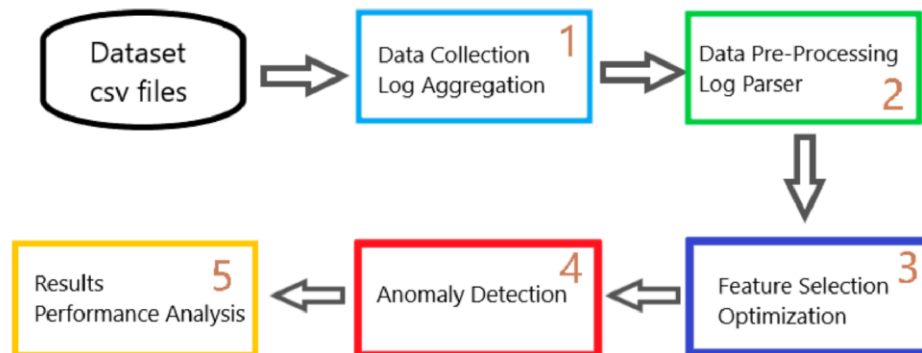 Dataset
csv files
1
Data Collection
Log Aggregation
Data Pre-Processing
Log Parser
2
3
Feature Selection
Optimization
4
Anomaly Detection
5
Results
Performance Analysis